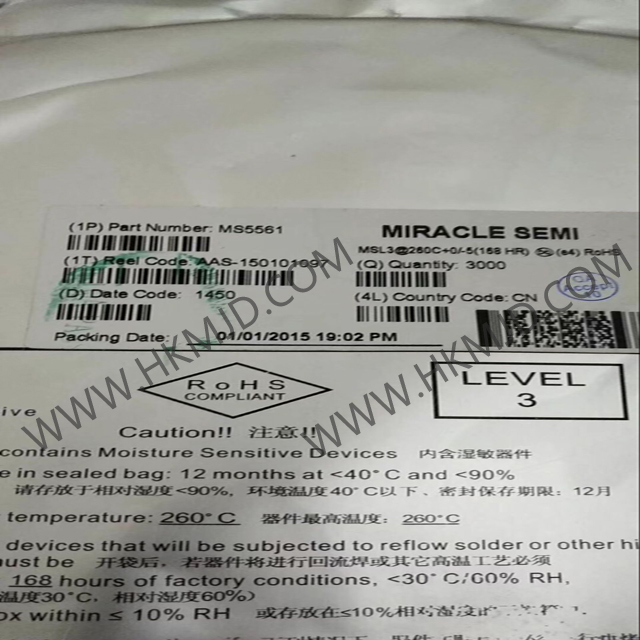 (1P) Part Number: MS5561
MIRACLE SEMI
MSL3@260C+0/-5(168 HR) (e4) RoHS
(1T) Reel Code: AAS-150101097
(Q) Quantity: 3000
(D) Date Code: 1450
(4L) Country Code: CN
Packing Date: 01/01/2015 19:02 PM
RoHS
COMPLIANT
LEVEL
3
ive
Caution!! 注意!!
contains Moisture Sensitive Devices 内含湿敏器件
e in sealed bag: 12 months at <40°C and <90%
请存放于相对湿度<90%, 环境温度40°C以下、密封保存期限: 12月
temperature: 260°C 器件最高温度: 260°C
devices that will be subjected to reflow solder or other hi
must be 开袋后, 若器件将进行回流焊或其它高温工艺必须
168 hours of factory conditions, <30°C/60% RH,
温度30°C, 相对湿度60%)
ox within ≤ 10% RH 或存放在≤10%相对湿度
WWW.HKMJD.COM
WWW.HKMJD.COM